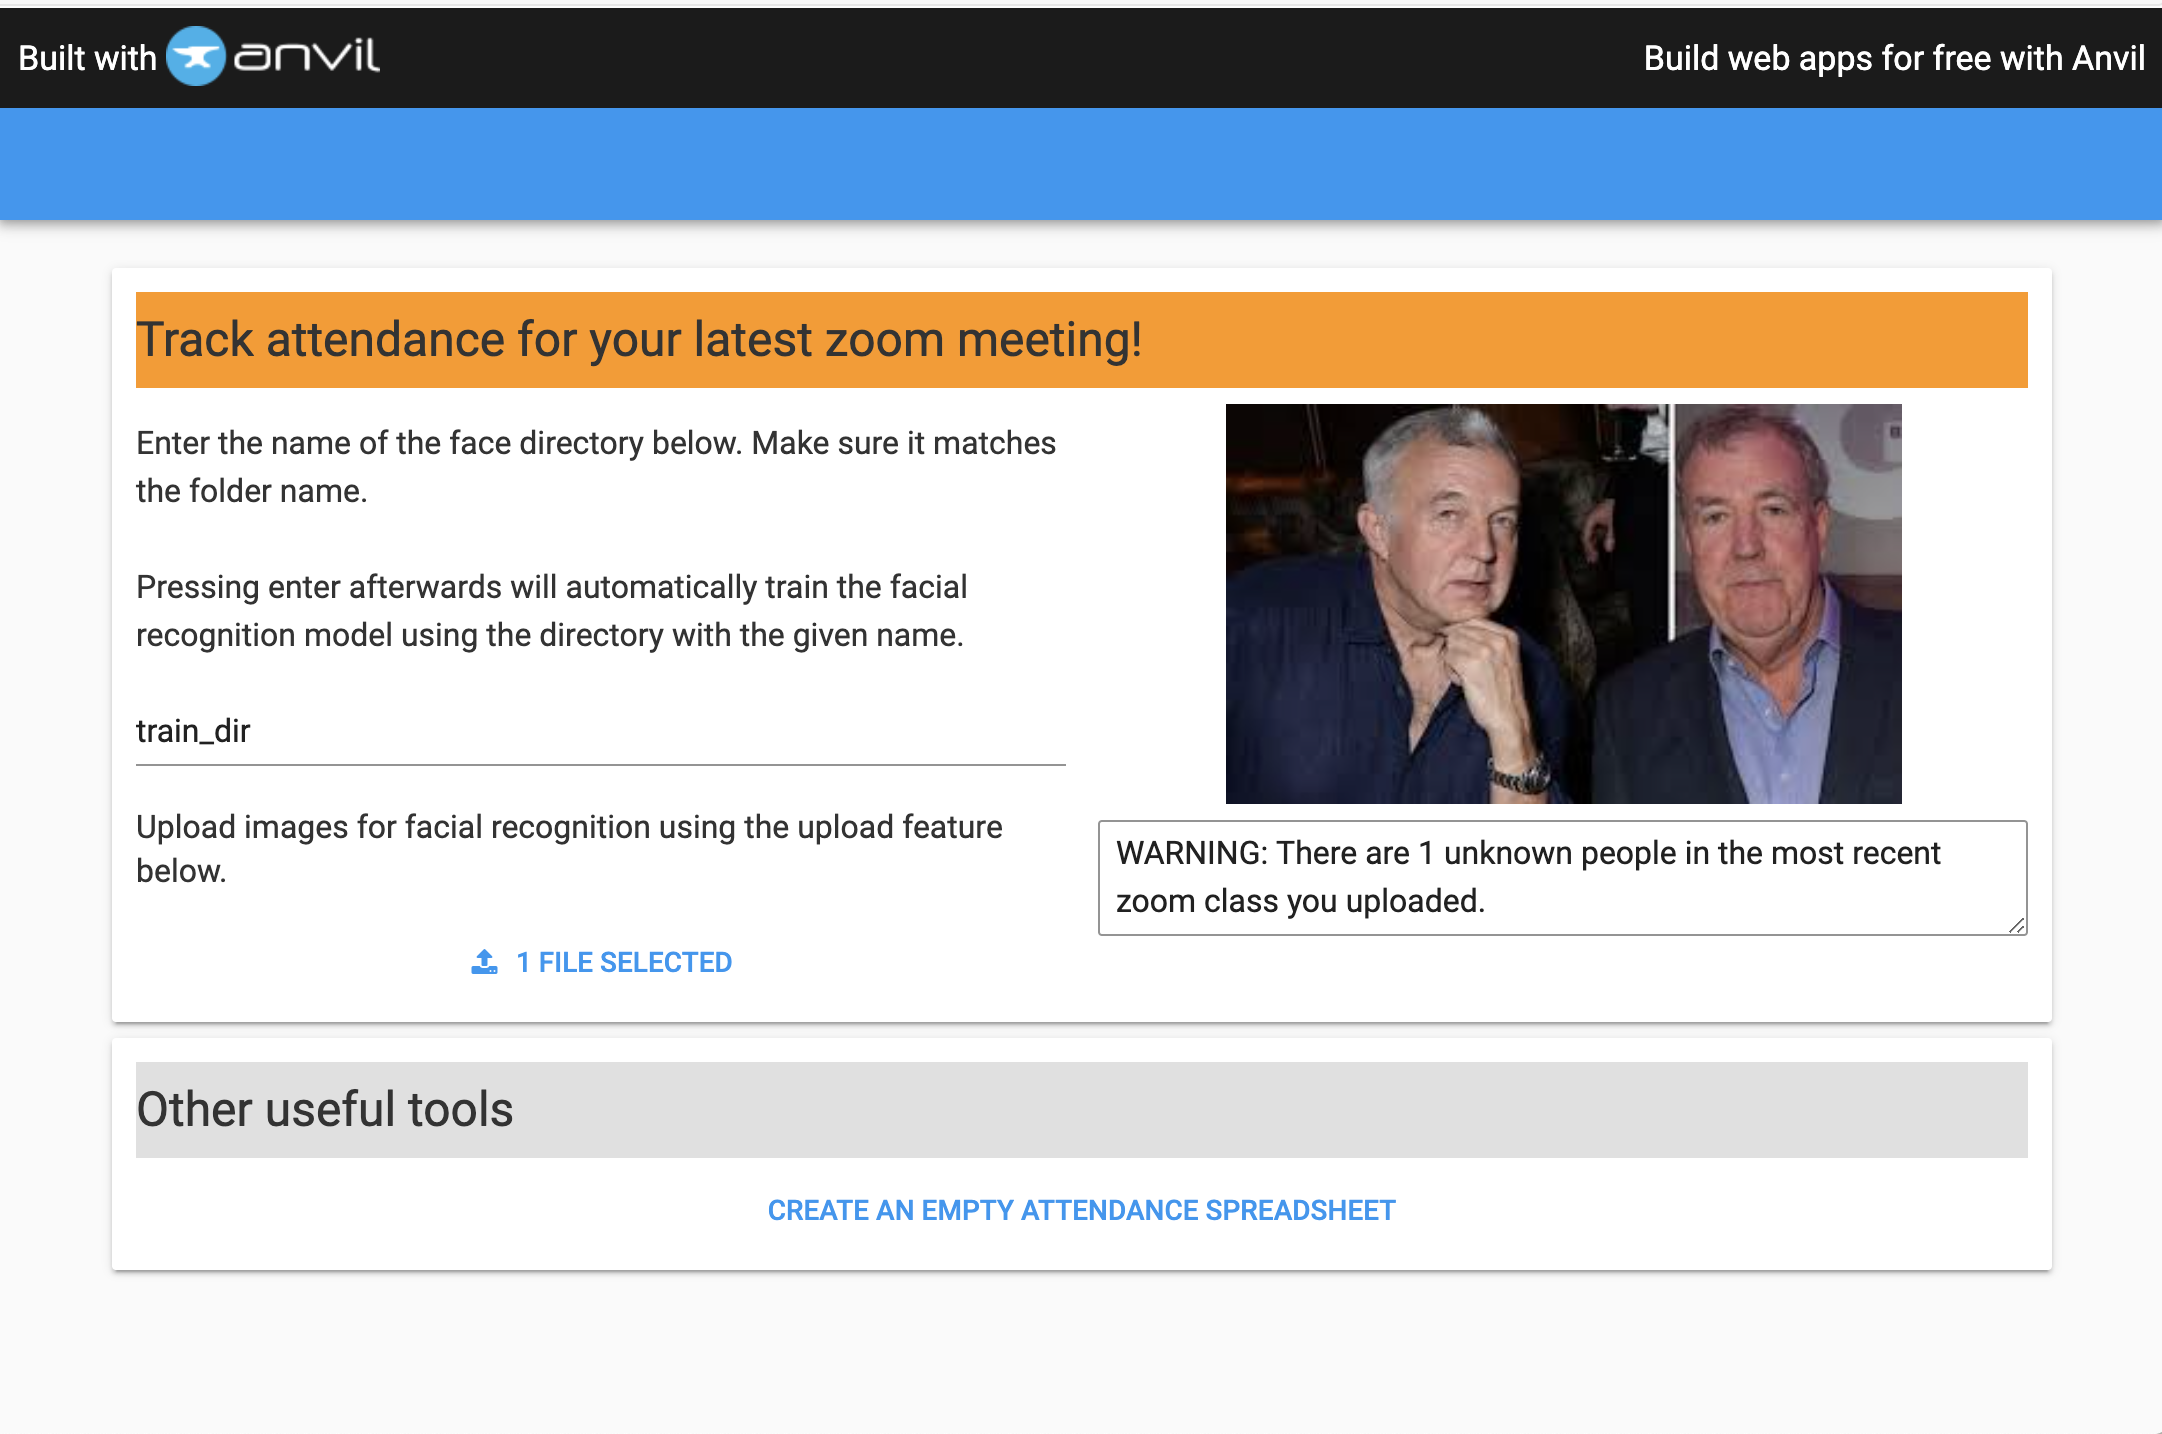 Built with anvil
Build web apps for free with Anvil
Track attendance for your latest zoom meeting!
Enter the name of the face directory below. Make sure it matches
the folder name.
Pressing enter afterwards will automatically train the facial
recognition model using the directory with the given name.
train_dir
Upload images for facial recognition using the upload feature
below.
1 FILE SELECTED
WARNING: There are 1 unknown people in the most recent
zoom class you uploaded.
Other useful tools
CREATE AN EMPTY ATTENDANCE SPREADSHEET